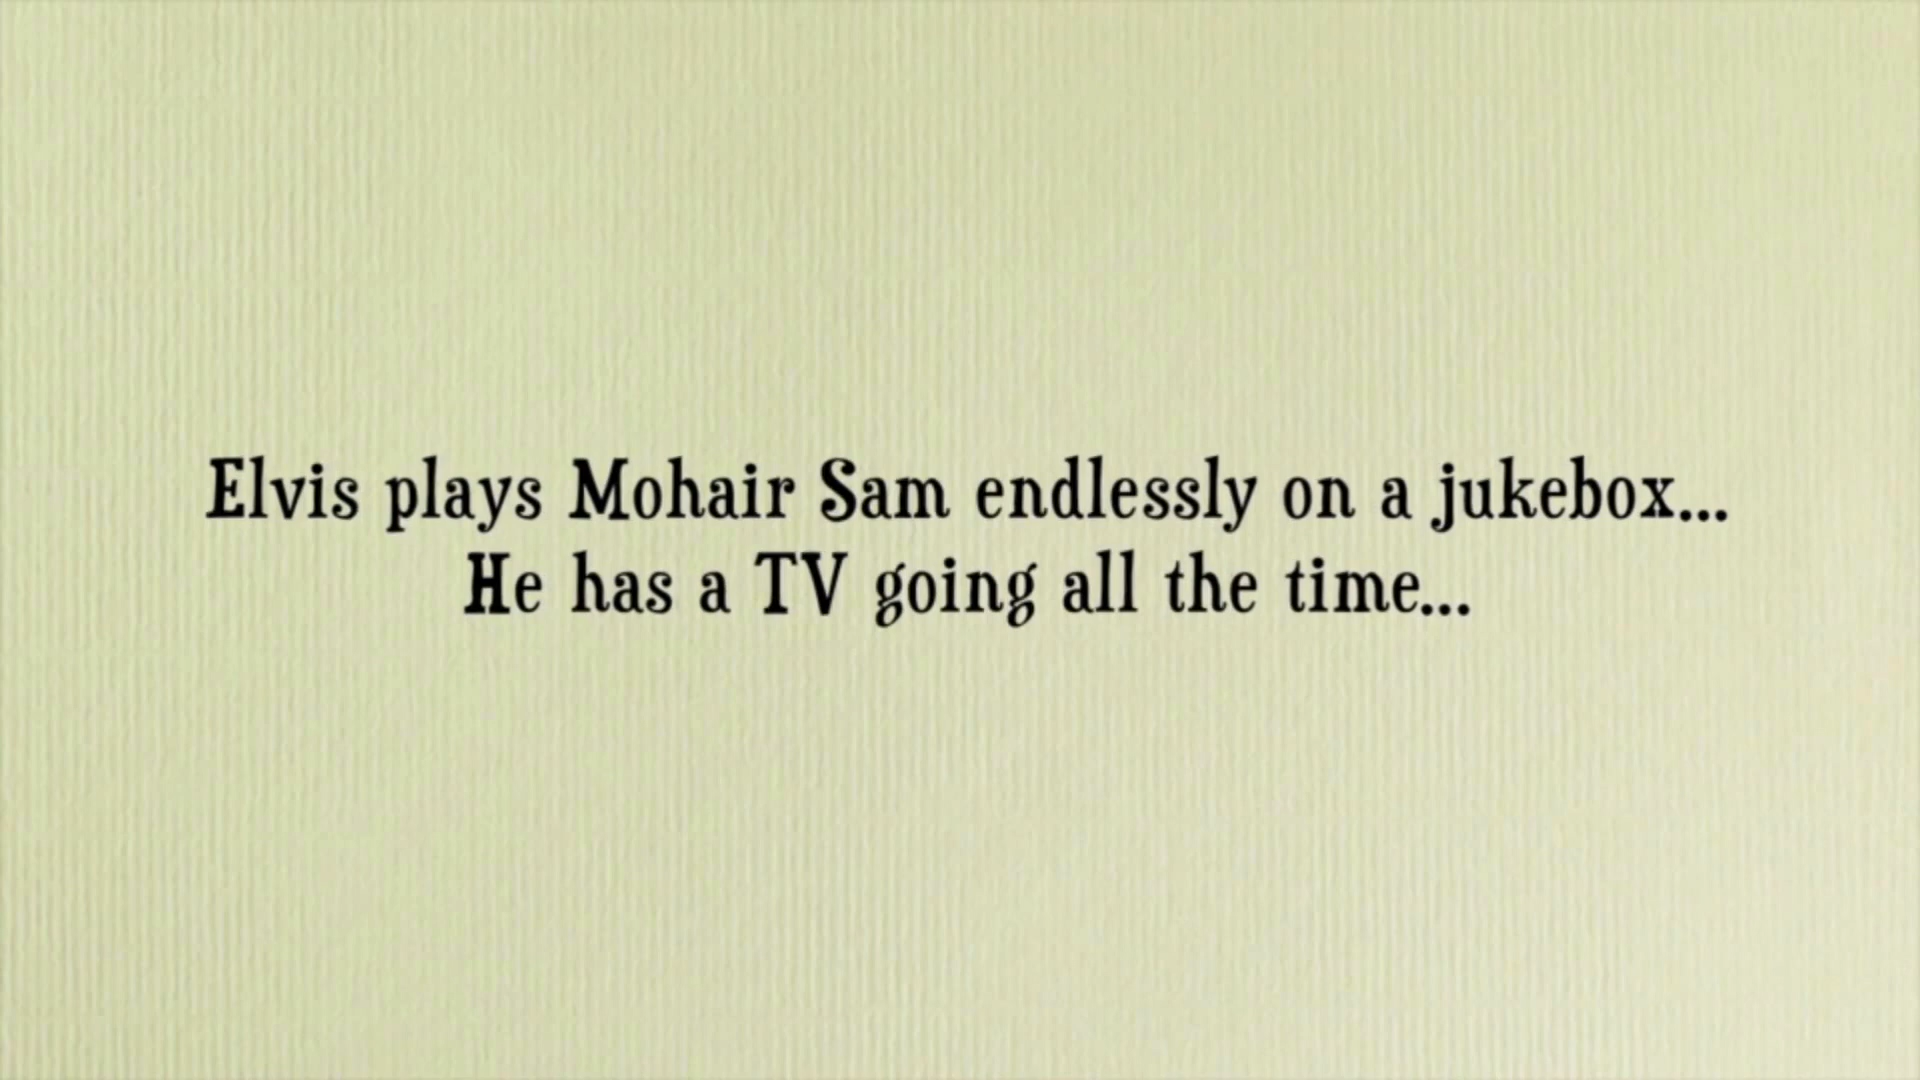 Elvis plays Mohair Sam endlessly on a jukebox...
He has a TV going all the time...